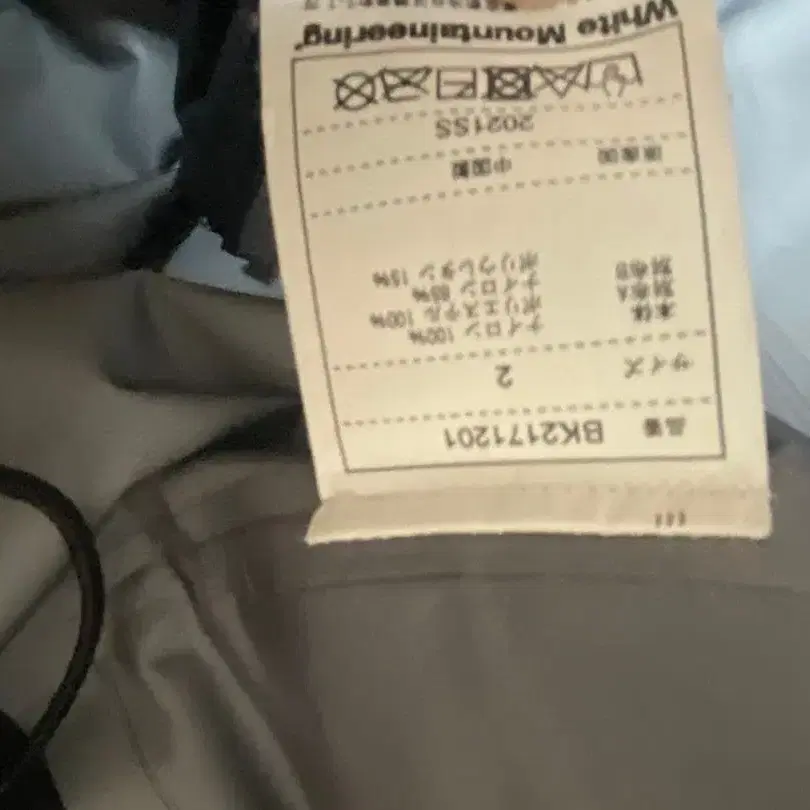 品番 BK2171201
サイズ 2
本体 ナイロン 100%
別布A ポリエステル 100%
別布B ナイロン 85%
ポリウレタン 15%
原産国 中国製
2021SS
White Mountaineering®